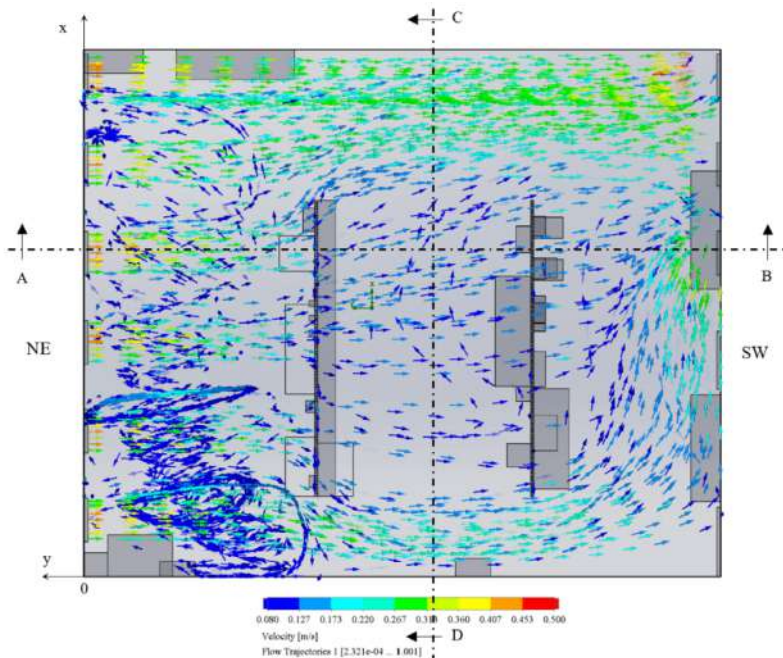 C
x
A
B
NE
SW
y
0
0.080 0.127 0.173 0.220 0.267 0.313 0.360 0.407 0.453 0.500
Velocity [m/s]
D
Flow Trajectories 1 [2.321e-04 ... 1.001]